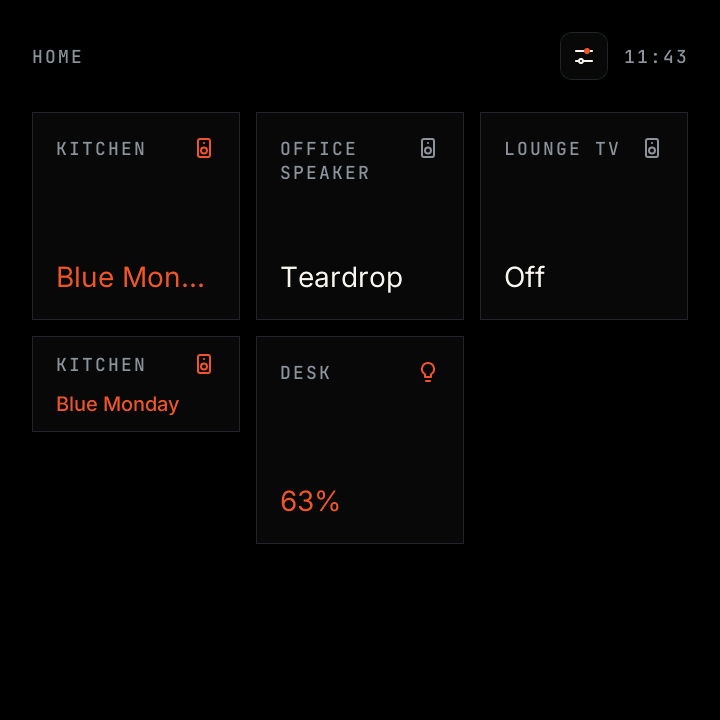 HOME
11:43
KITCHEN
Blue Mon...
OFFICE
SPEAKER
Teardrop
LOUNGE TV
Off
KITCHEN
Blue Monday
DESK
63%